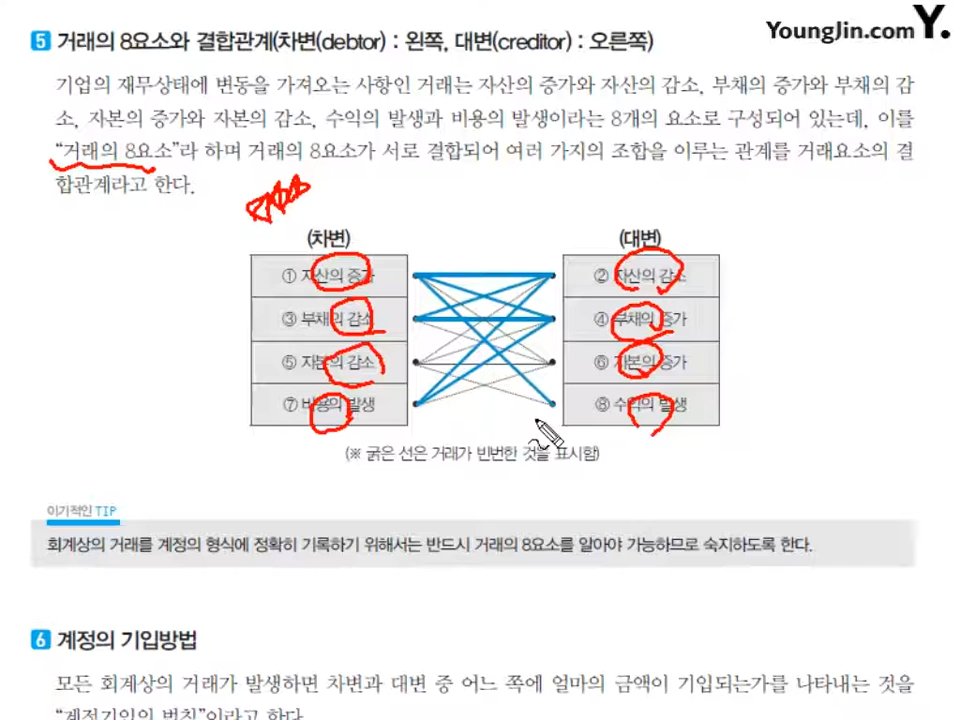 YoungJin.com Y.
5 거래의 8요소와 결합관계(차변(debtor) : 왼쪽, 대변(creditor) : 오른쪽)
기업의 재무상태에 변동을 가져오는 사항인 거래는 자산의 증가와 자산의 감소, 부채의 증가와 부채의 감
소, 자본의 증가와 자본의 감소, 수익의 발생과 비용의 발생이라는 8개의 요소로 구성되어 있는데, 이를
“거래의 8요소”라 하며 거래의 8요소가 서로 결합되어 여러 가지의 조합을 이루는 관계를 거래요소의 결
합관계라고 한다.
(차변) (대변)
① 자산의 증가 ② 자산의 감소
③ 부채의 감소 ④ 부채의 증가
⑤ 자본의 감소 ⑥ 자본의 증가
⑦ 비용의 발생 ⑧ 수익의 발생
(※ 굵은 선은 거래가 빈번한 것을 표시함)
이기적인 TIP
회계상의 거래를 계정의 형식에 정확히 기록하기 위해서는 반드시 거래의 8요소를 알아야 가능하므로 숙지하도록 한다.
6 계정의 기입방법
모든 회계상의 거래가 발생하면 차변과 대변 중 어느 쪽에 얼마의 금액이 기입되는가를 나타내는 것을
“계정기입의 법칙”이라고 한다.